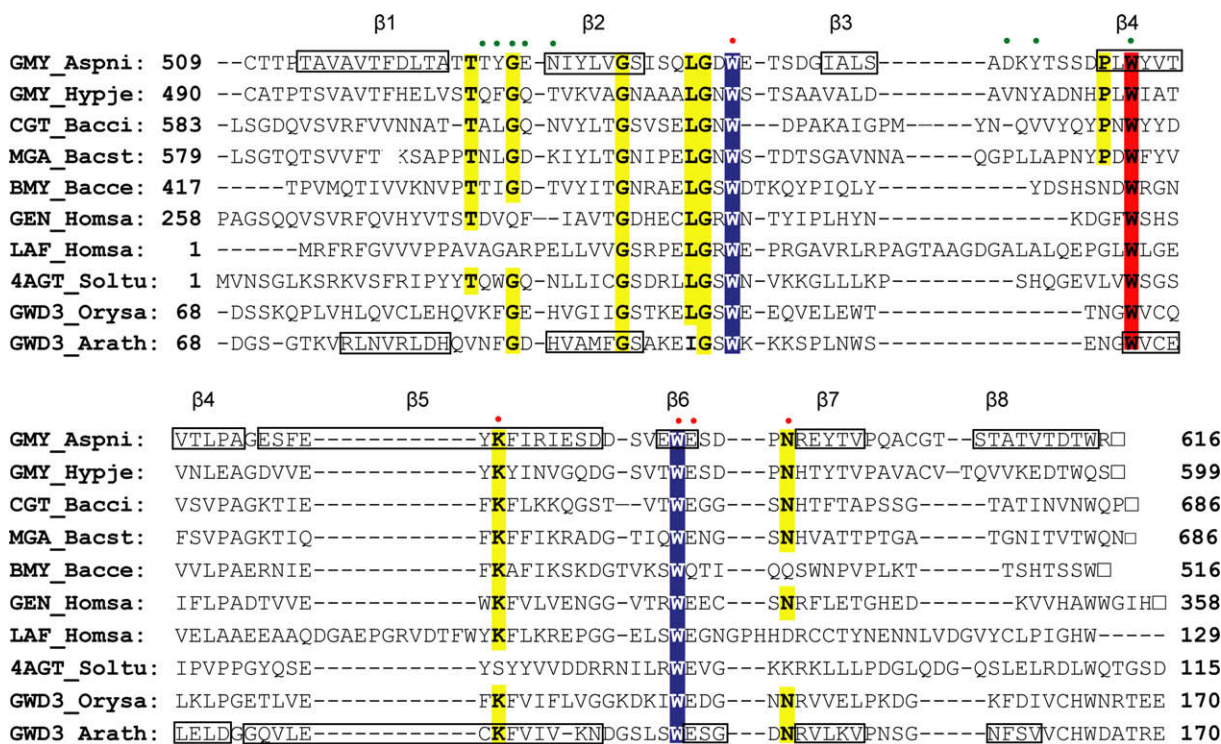 β1 β2 β3 β4
GMY_Aspni: 509 --CTTPTAVAVTFDLTATTTYGE-NIYLVGSISQLGDWE-TSDGIALS------ADKYTSSDPLWYVT
GMY_Hypje: 490 --CATPTSVAVTFHELVSTQFGQ-TVKVAGNAAALGNWS-TSAAVALD------AVNYADNHPLWIAT
CGT_Bacci: 583 --LSGDQVSVRFVVNNAT-TALGQ-NVYLTGSVSELGNW---DPAKAIGPM-—--YN-QVVYQYPNWYYD
MGA_Bacst: 579 --LSGTQTSVVFT KSAPPTNLGD-KIYLTGNIPELGNWS-TDTSGAVNNA----QGPLLAPNYPDWFYV
BMY_Bacce: 417 ----TPVMQTIVVKNVPTTIGD-TVYITGNRAELGSWDTKQYPIQLY---------YDSHSNDWRGN
GEN_Homsa: 258 PAGSQQVSVRFQVHYVTSTDVQF—-IAVTGDHECLGRWN-TYIPLHYN------------KDGFWSHS
LAF_Homsa: 1 -----MRFRFGVVVPPAVAGARPELLVVGSRPELGRWE-PRGAVRLRPAGTAAGDGALALQEPGLWLGE
4AGT_Soltu: 1 MVNSGLKSRKVSFRIPYYTQWGQ-NLLICGSDRLLGSWN-VKKGLLLKP-------SHQGEVLVWSGS
GWD3_Orysa: 68 -DSSKQPLVHLQVCLEHQVKFGE-HVGIIGSTKELGSWE-EQVELEWT-------------TNGWVCQ
GWD3_Arath: 68 -DGS-GTKVRLNVRLDHQVNFGD-HVAMFGSAKEIGSWK-KKSPLNWS-------------ENGWVCE
β4 β5 β6 β7 β8
GMY_Aspni: VTLPAGESFE------------YKFIRIESDD-SVEWESD---PNREYTVPQACGT---STATVTDTWR□ 616
GMY_Hypje: VNLEAGDVVE------------YKYINVGQDG-SVTWESD---PNHTYTVPAVACV-TQVVKEDTWQS□ 599
CGT_Bacci: VSVPAGKTIE------------FKFLKKQGST-—VTWEGG---SNHTFTAPSSG----TATINVNWQP□ 686
MGA_Bacst: FSVPAGKTIQ------------FKFFIKRADG-TIQWENG---SNHVATTPTGA----TGNITVTWQN□ 686
BMY_Bacce: VVLPAERNIE------------FKAFIKSKDGTVKSWQTI---QQSWNPVPLKT----TSHTSSW□ 516
GEN_Homsa: IFLPADTVVE------------WKFVLVENGG-VTRWEEC---SNRFLETGHED-----KVVHAWWGIH□ 358
LAF_Homsa: VELAAEEAAQDGAEPGRVDTFWYKFLKREPGG-ELSWEGNGPHHDRCCTYNENNLVDGVYCLPIGHW----- 129
4AGT_Soltu: IPVPPGYQSE------------YSYYVVDDRRNILRWEVG---KKRKLLLPDGLQDG-QSLELRDLWQTGSD 115
GWD3_Orysa: LKLPGETLVE------------FKFVIFLVGGKDKIWEDG---NNRVVELPKDG-----KFDIVCHWNRTEE 170
GWD3_Arath: LELDGGQVLE------------CKFVIV-KNDGSLSWESG---DNRVLKVPNSG-----NFSVVCHWDATRE 170